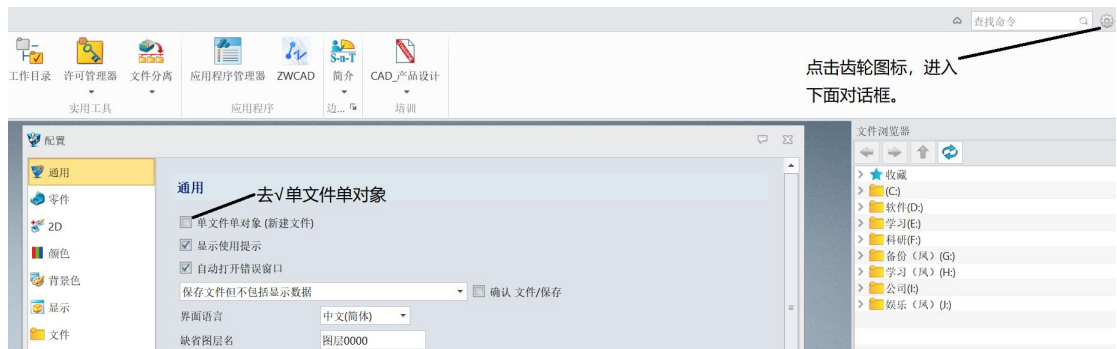 查找命令
工作目录 许可管理器 文件分离 应用程序管理器 ZWCAD 简介 CAD_产品设计
S-n-T
实用工具 应用程序 边... 培训
点击齿轮图标，进入
下面对话框。
配置
通用
零件
2D
颜色
背景色
显示
文件
通用
去√单文件单对象
单文件单对象 (新建文件)
显示使用提示
自动打开错误窗口
保存文件但不包括显示数据 确认 文件/保存
界面语言 中文(简体)
缺省图层名 图层0000
文件浏览器
收藏
(C:)
软件(D:)
学习(E:)
科研(F:)
备份（风）(G:)
学习（风）(H:)
公司(I:)
娱乐（风）(J:)